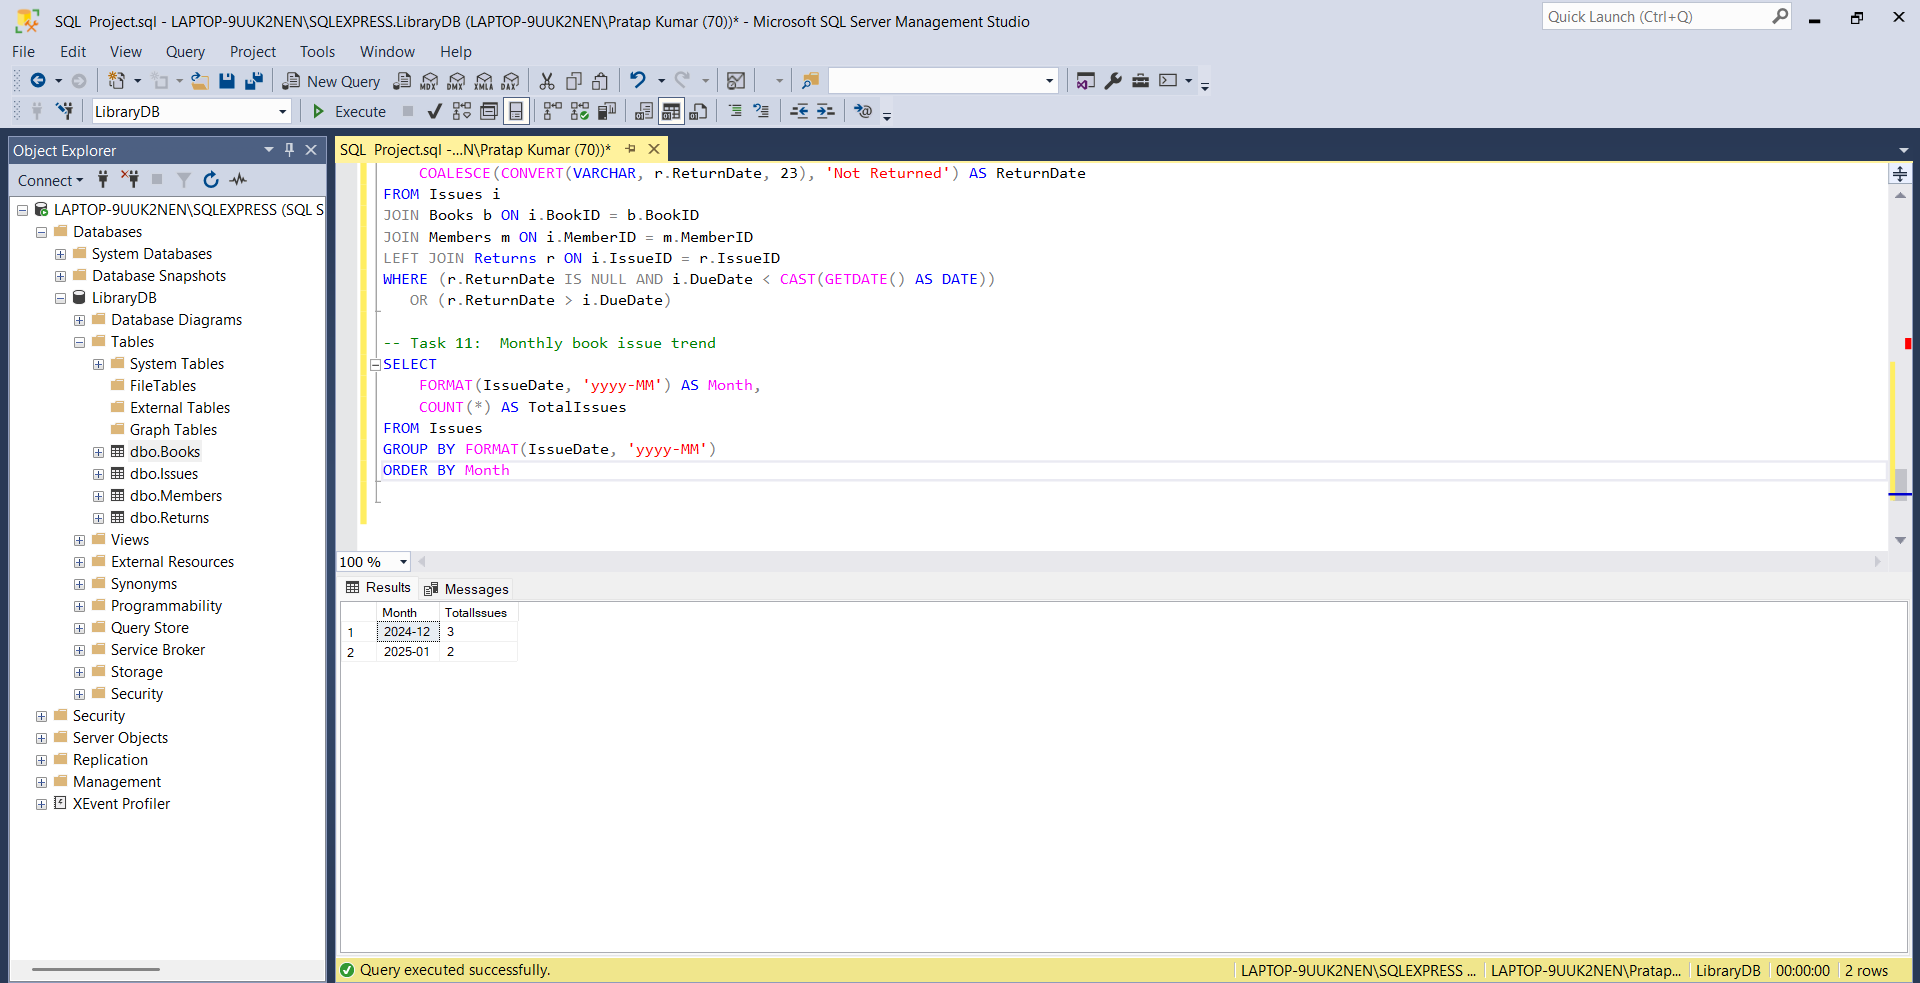 SQL Project.sql - LAPTOP-9UUK2NEN\SQLEXPRESS.LibraryDB (LAPTOP-9UUK2NEN\Pratap Kumar (70))* - Microsoft SQL Server Management Studio
Quick Launch (Ctrl+Q)
File Edit View Query Project Tools Window Help
New Query MDX DMX XMLA DAX
LibraryDB Execute
Object Explorer
Connect
LAPTOP-9UUK2NEN\SQLEXPRESS (SQL S
Databases
System Databases
Database Snapshots
LibraryDB
Database Diagrams
Tables
System Tables
FileTables
External Tables
Graph Tables
dbo.Books
dbo.Issues
dbo.Members
dbo.Returns
Views
External Resources
Synonyms
Programmability
Query Store
Service Broker
Storage
Security
Security
Server Objects
Replication
Management
XEvent Profiler
SQL Project.sql -...N\Pratap Kumar (70))*
COALESCE(CONVERT(VARCHAR, r.ReturnDate, 23), 'Not Returned') AS ReturnDate
FROM Issues i
JOIN Books b ON i.BookID = b.BookID
JOIN Members m ON i.MemberID = m.MemberID
LEFT JOIN Returns r ON i.IssueID = r.IssueID
WHERE (r.ReturnDate IS NULL AND i.DueDate < CAST(GETDATE() AS DATE))
OR (r.ReturnDate > i.DueDate)
-- Task 11: Monthly book issue trend
SELECT
FORMAT(IssueDate, 'yyyy-MM') AS Month,
COUNT(*) AS TotalIssues
FROM Issues
GROUP BY FORMAT(IssueDate, 'yyyy-MM')
ORDER BY Month
100 %
Results Messages
Month TotalIssues
1 2024-12 3
2 2025-01 2
Query executed successfully. LAPTOP-9UUK2NEN\SQLEXPRESS ... LAPTOP-9UUK2NEN\Pratap... LibraryDB 00:00:00 2 rows